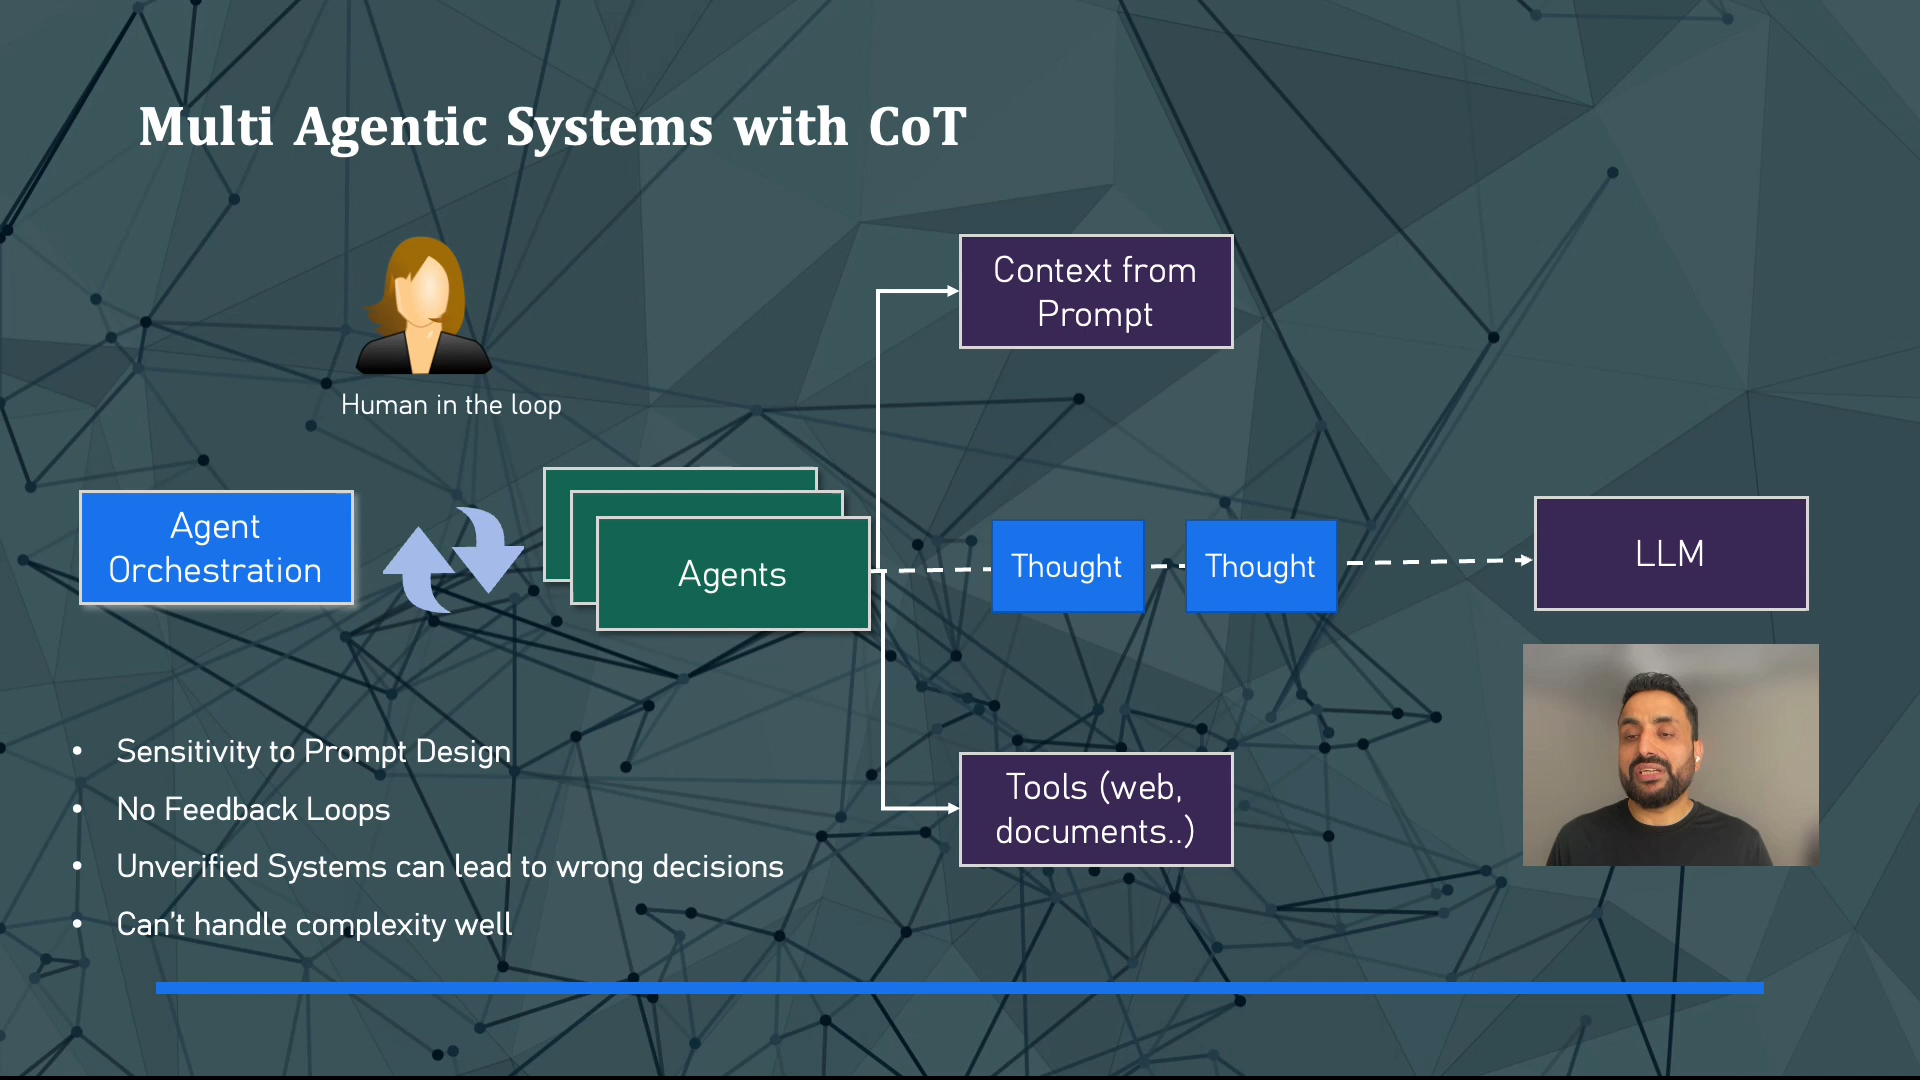 Multi Agentic Systems with CoT
Context from
Prompt
Human in the loop
Agent
Orchestration
Agents
Thought
Thought
LLM
Tools (web,
documents..)
• Sensitivity to Prompt Design
• No Feedback Loops
• Unverified Systems can lead to wrong decisions
• Can't handle complexity well